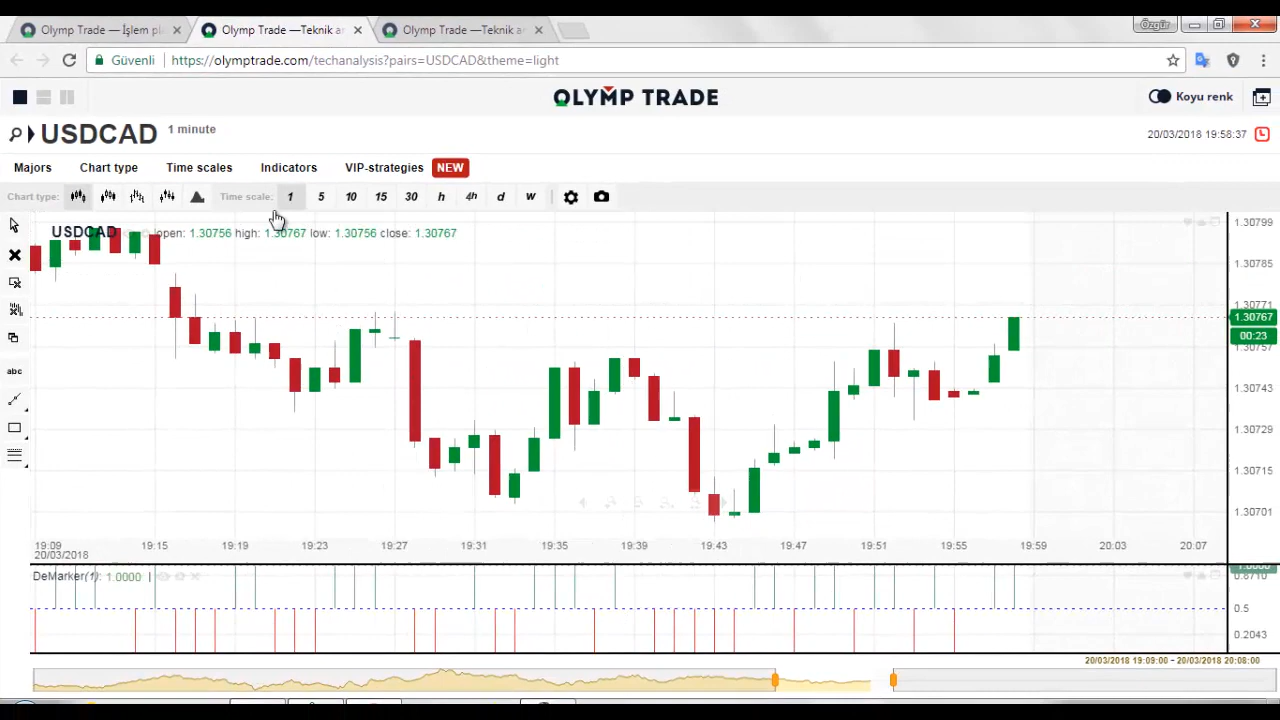 Olymp Trade — İşlem pl
Olymp Trade —Teknik an
Olymp Trade —Teknik a
Özgür
Güvenli
https://olymptrade.com/techanalysis?pairs=USDCAD&theme=light
OLYMP TRADE
Koyu renk
USDCAD
1 minute
20/03/2018 19:58:37
Majors
Chart type
Time scales
Indicators
VIP-strategies
NEW
Chart type:
Time scale:
1
5
10
15
30
h
4h
d
w
USDCAD
open: 1.30756 high: 1.30767 low: 1.30756 close: 1.30767
1.30799
1.30785
1.30771
1.30767
00:23
1.30757
1.30743
1.30729
1.30715
1.30701
abc
19:09
19:15
19:19
19:23
19:27
19:31
19:35
19:39
19:43
19:47
19:51
19:55
19:59
20:03
20:07
20/03/2018
DeMarker(1): 1.0000
1.0000
0.8710
0.5
0.2043
20/03/2018 19:09:00 - 20/03/2018 20:08:00